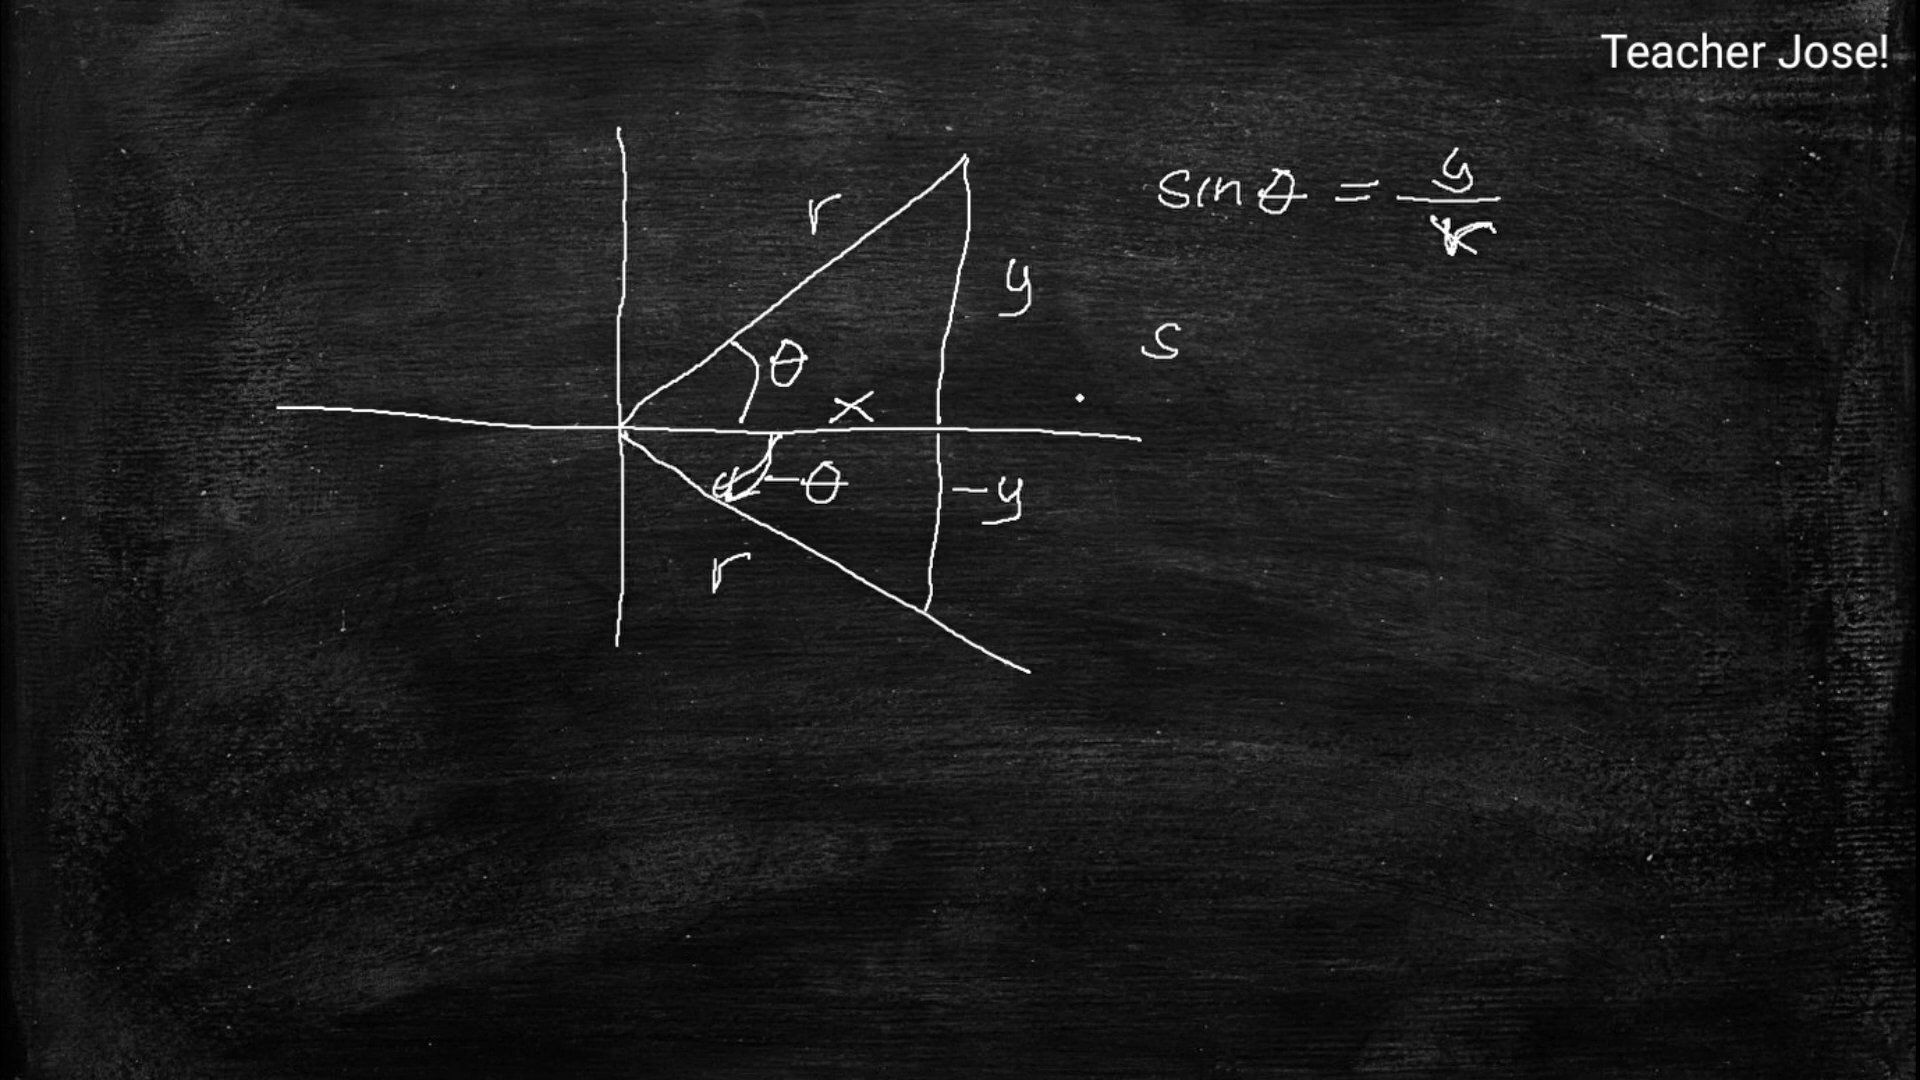 Teacher Jose!
sin θ = y/r
r
y
s
θ
x
-θ
-y
r